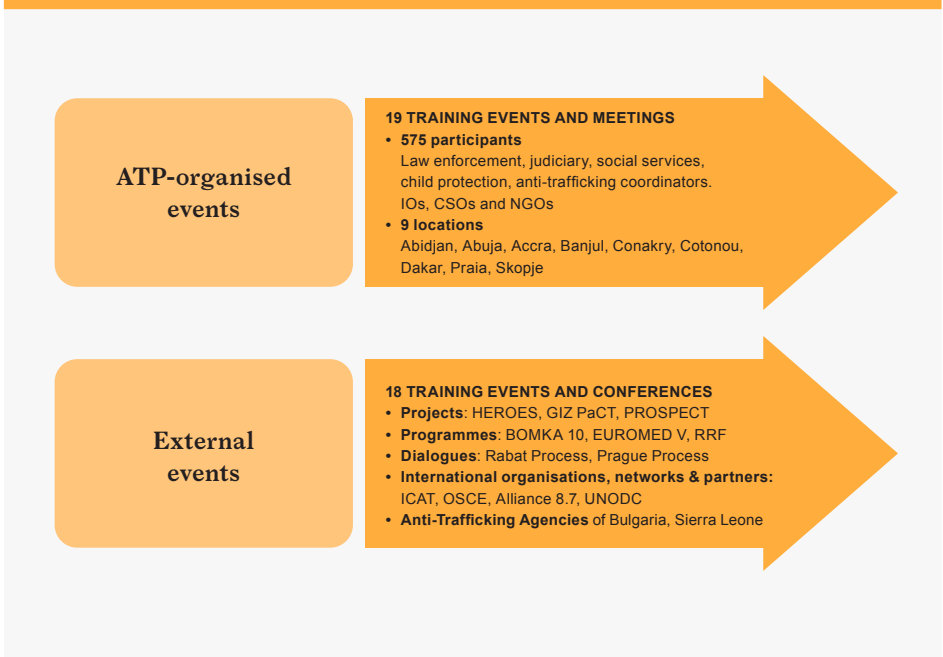 ATP-organised
events
19 TRAINING EVENTS AND MEETINGS
• 575 participants
Law enforcement, judiciary, social services,
child protection, anti-trafficking coordinators.
IOs, CSOs and NGOs
• 9 locations
Abidjan, Abuja, Accra, Banjul, Conakry, Cotonou,
Dakar, Praia, Skopje
External
events
18 TRAINING EVENTS AND CONFERENCES
• Projects: HEROES, GIZ PaCT, PROSPECT
• Programmes: BOMKA 10, EUROMED V, RRF
• Dialogues: Rabat Process, Prague Process
• International organisations, networks & partners:
ICAT, OSCE, Alliance 8.7, UNODC
• Anti-Trafficking Agencies of Bulgaria, Sierra Leone